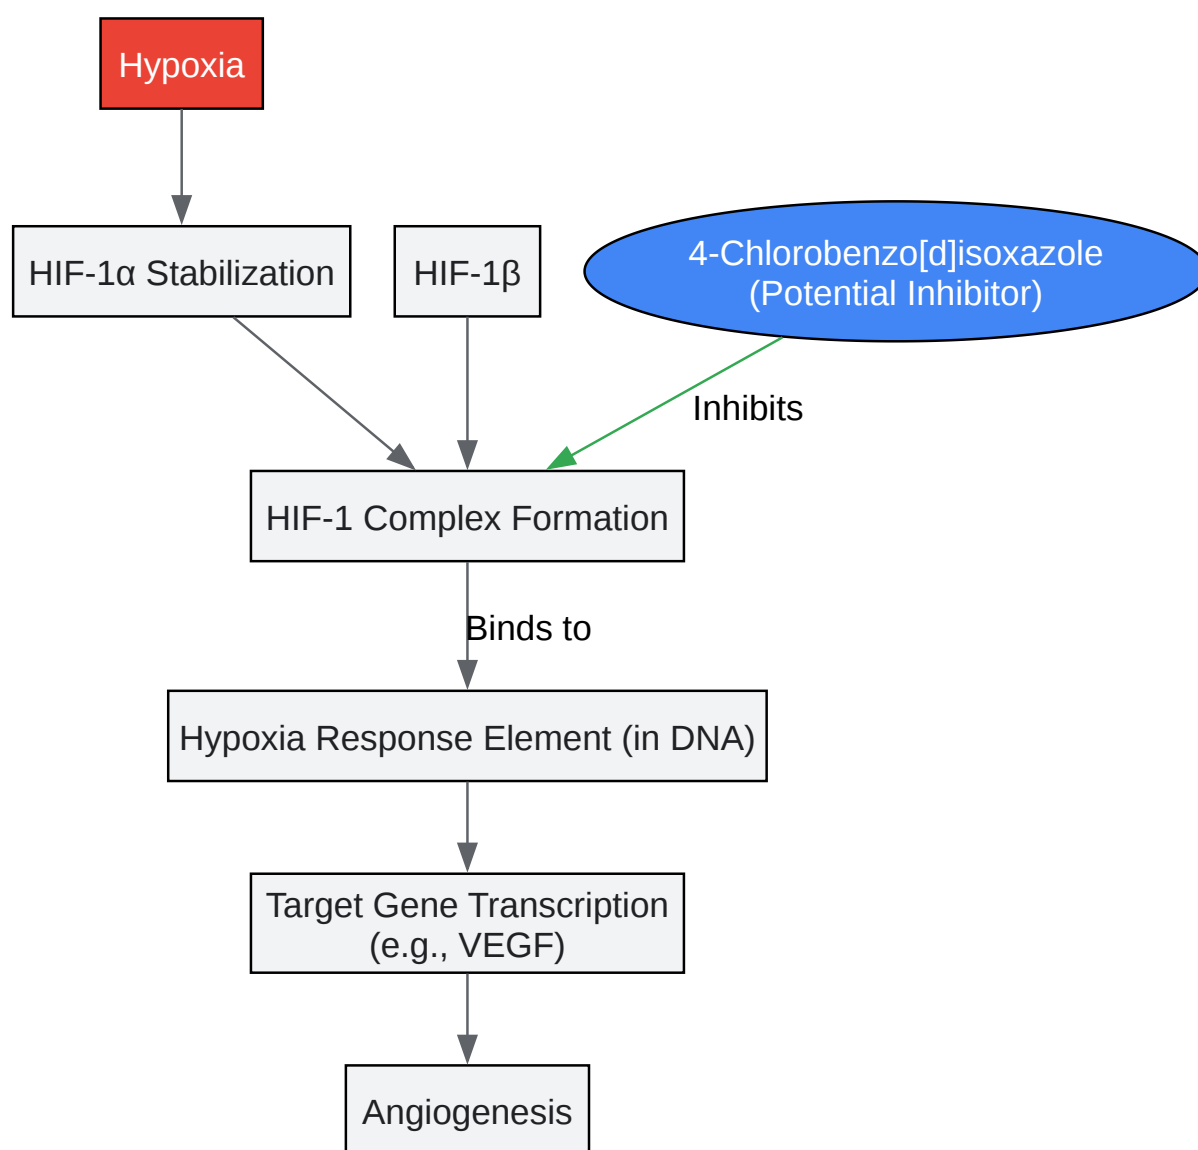 Hypoxia
HIF-1α Stabilization
HIF-1β
4-Chlorobenzo[d]isoxazole
(Potential Inhibitor)
Inhibits
HIF-1 Complex Formation
Binds to
Hypoxia Response Element (in DNA)
Target Gene Transcription
(e.g., VEGF)
Angiogenesis